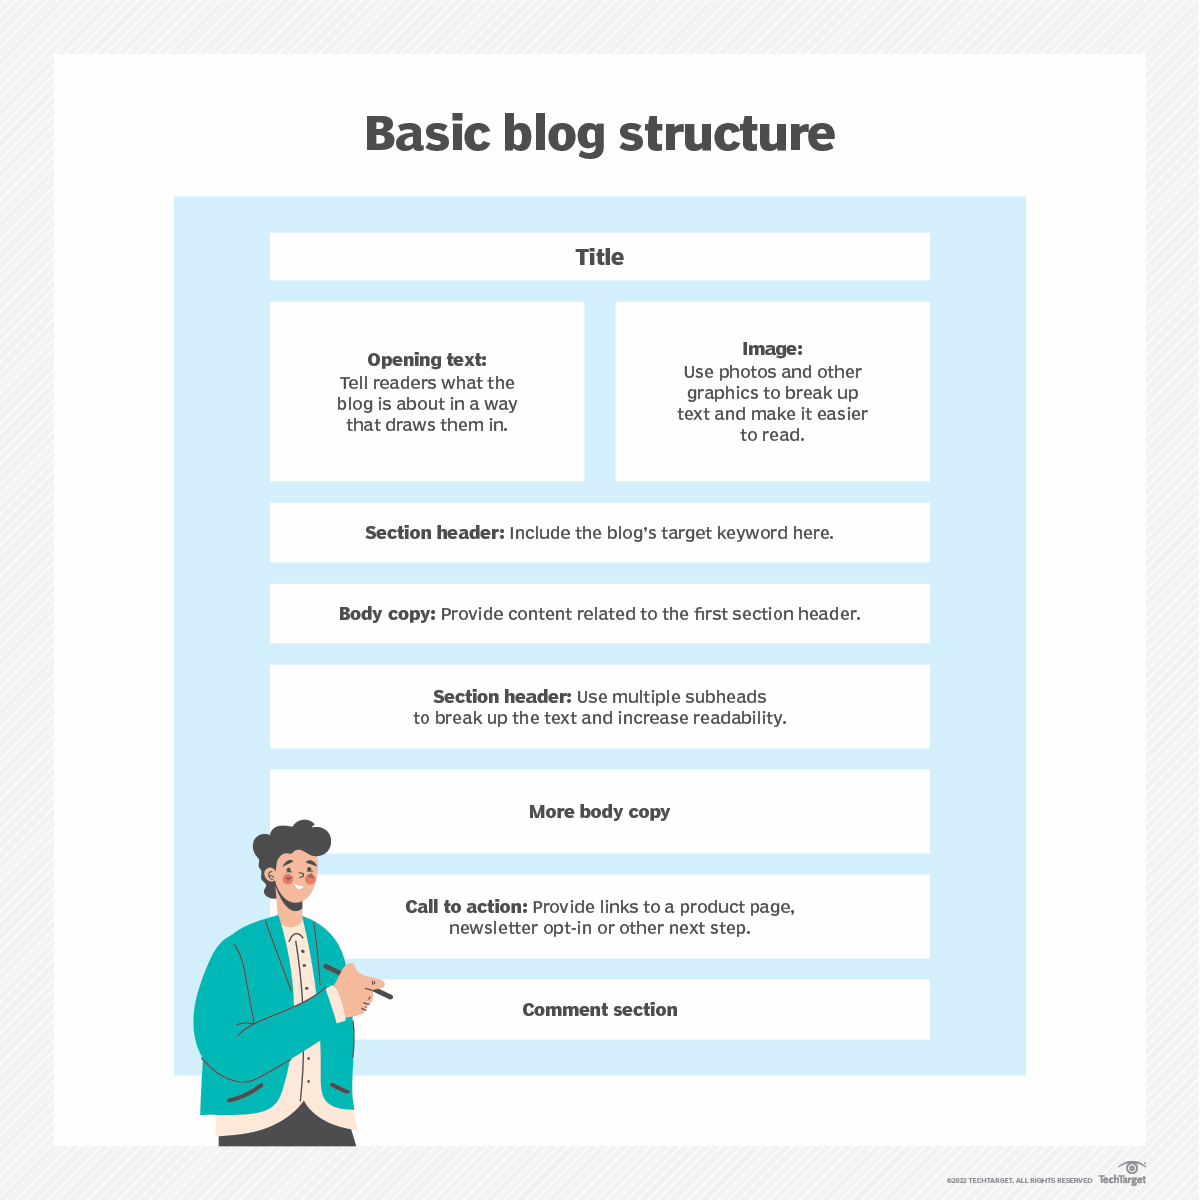 Basic blog structure
Title
Opening text:
Tell readers what the
blog is about in a way
that draws them in.
Image:
Use photos and other
graphics to break up
text and make it easier
to read.
Section header: Include the blog’s target keyword here.
Body copy: Provide content related to the first section header.
Section header: Use multiple subheads
to break up the text and increase readability.
More body copy
Call to action: Provide links to a product page,
newsletter opt-in or other next step.
Comment section
©2022 TECHTARGET. ALL RIGHTS RESERVED TechTarget